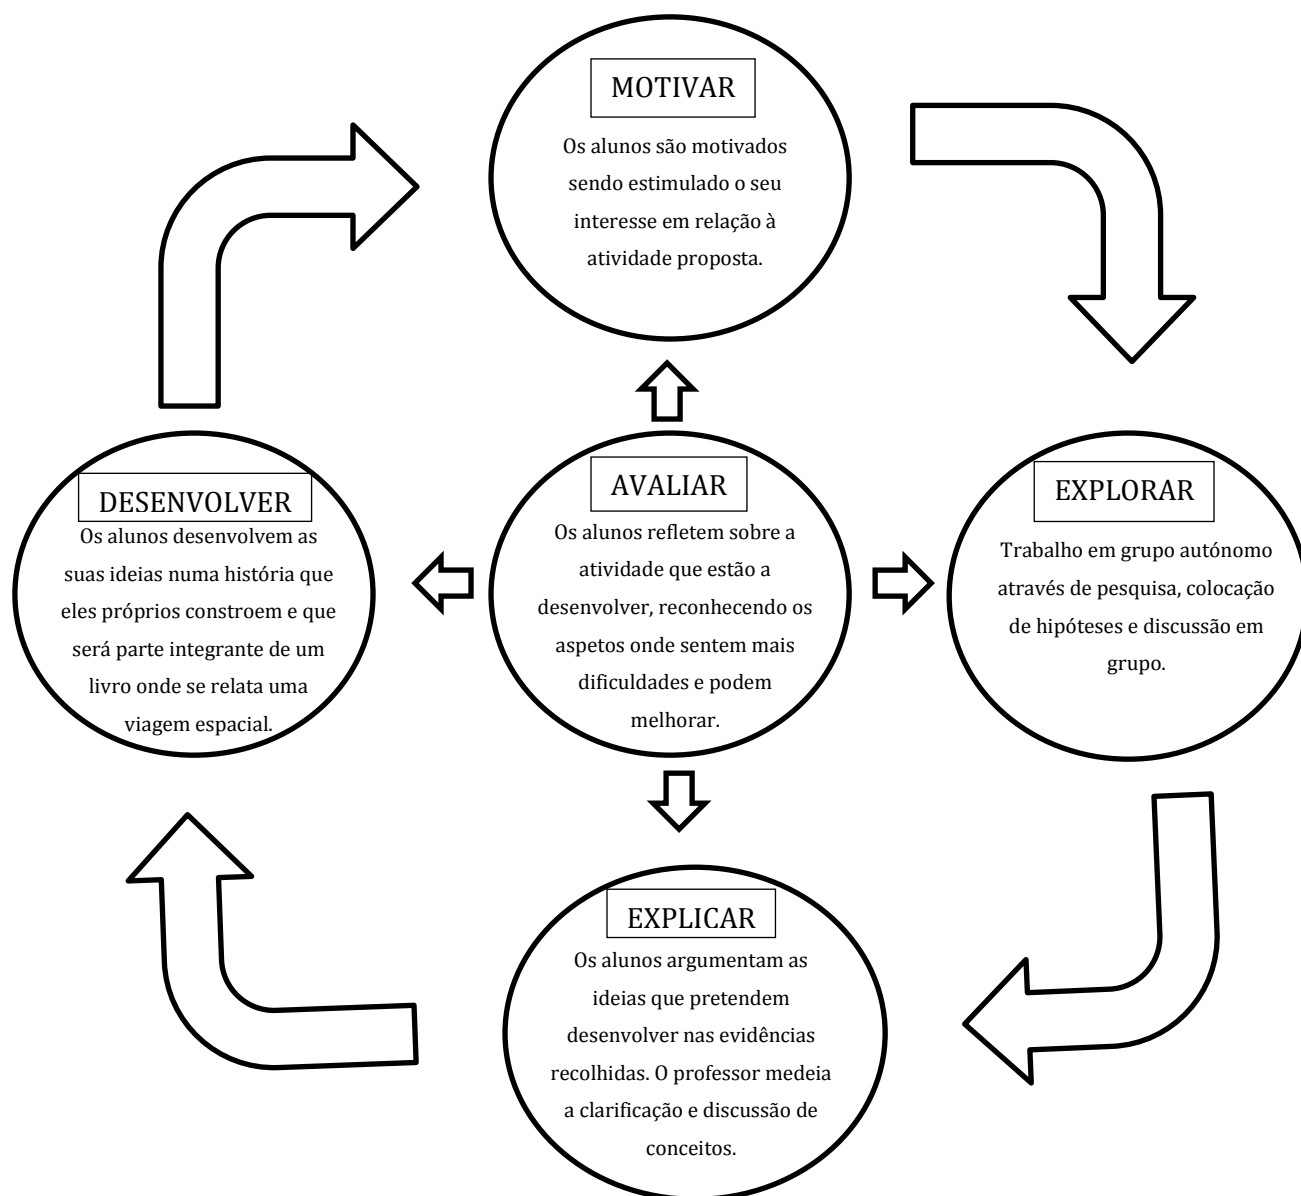 MOTIVAR
Os alunos são motivados
sendo estimulado o seu
interesse em relação à
atividade proposta.
DESENVOLVER
Os alunos desenvolvem as
suas ideias numa história que
eles próprios constroem e que
será parte integrante de um
livro onde se relata uma
viagem espacial.
AVALIAR
Os alunos refletem sobre a
atividade que estão a
desenvolver, reconhecendo os
aspetos onde sentem mais
dificuldades e podem
melhorar.
EXPLORAR
Trabalho em grupo autónomo
através de pesquisa, colocação
de hipóteses e discussão em
grupo.
EXPLICAR
Os alunos argumentam as
ideias que pretendem
desenvolver nas evidências
recolhidas. O professor medeia
a clarificação e discussão de
conceitos.